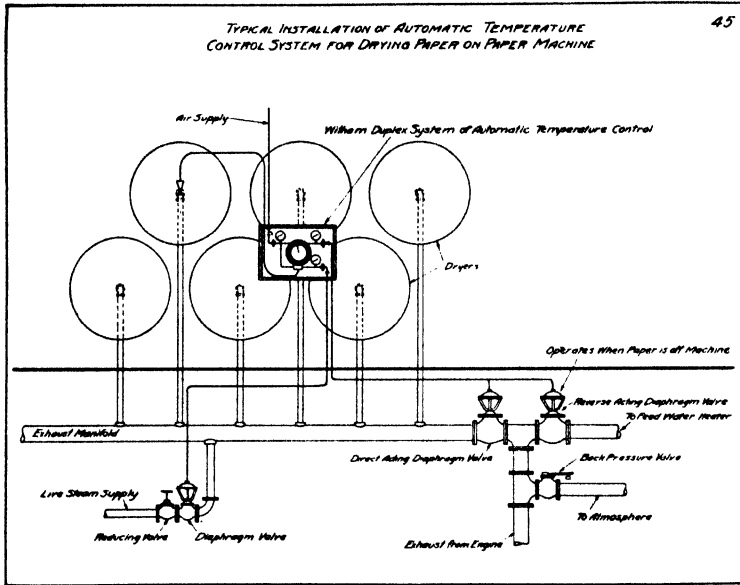 45
TYPICAL INSTALLATION OF AUTOMATIC TEMPERATURE
CONTROL SYSTEM FOR DRYING PAPER ON PAPER MACHINE
Air Supply
Witham Duplex System of Automatic Temperature Control
Dryers
Operates When Paper is off Machine
Reverse Acting Diaphragm Valve
To Feed Water Heater
Exhaust Manifold
Direct Acting Diaphragm Valve
Back Pressure Valve
Live Steam Supply
To Atmosphere
Reducing Valve
Diaphragm Valve
Exhaust from Engine